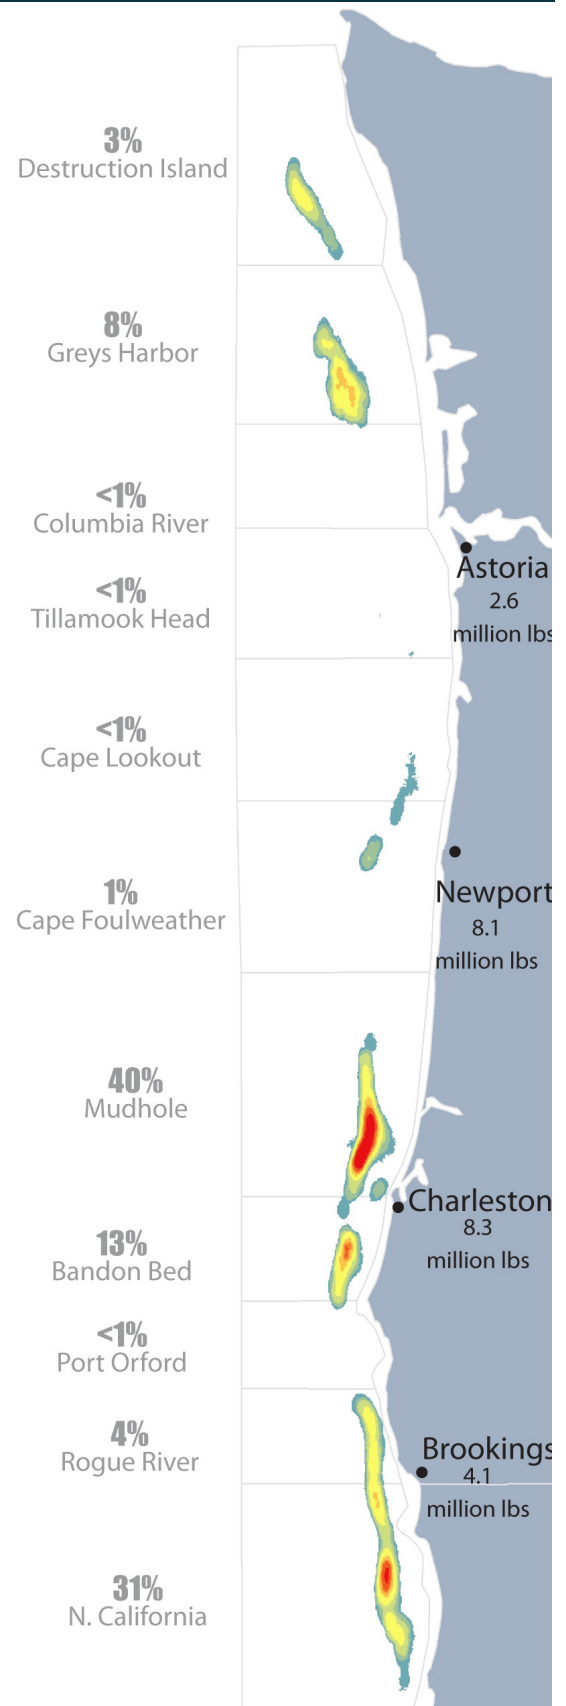 3%
Destruction Island
8%
Greys Harbor
<1%
Columbia River
Astoria
2.6
million lbs
<1%
Tillamook Head
<1%
Cape Lookout
1%
Cape Foulweather
Newport
8.1
million lbs
40%
Mudhole
Charleston
8.3
million lbs
13%
Bandon Bed
<1%
Port Orford
4%
Rogue River
Brookings
4.1
million lbs
31%
N. California